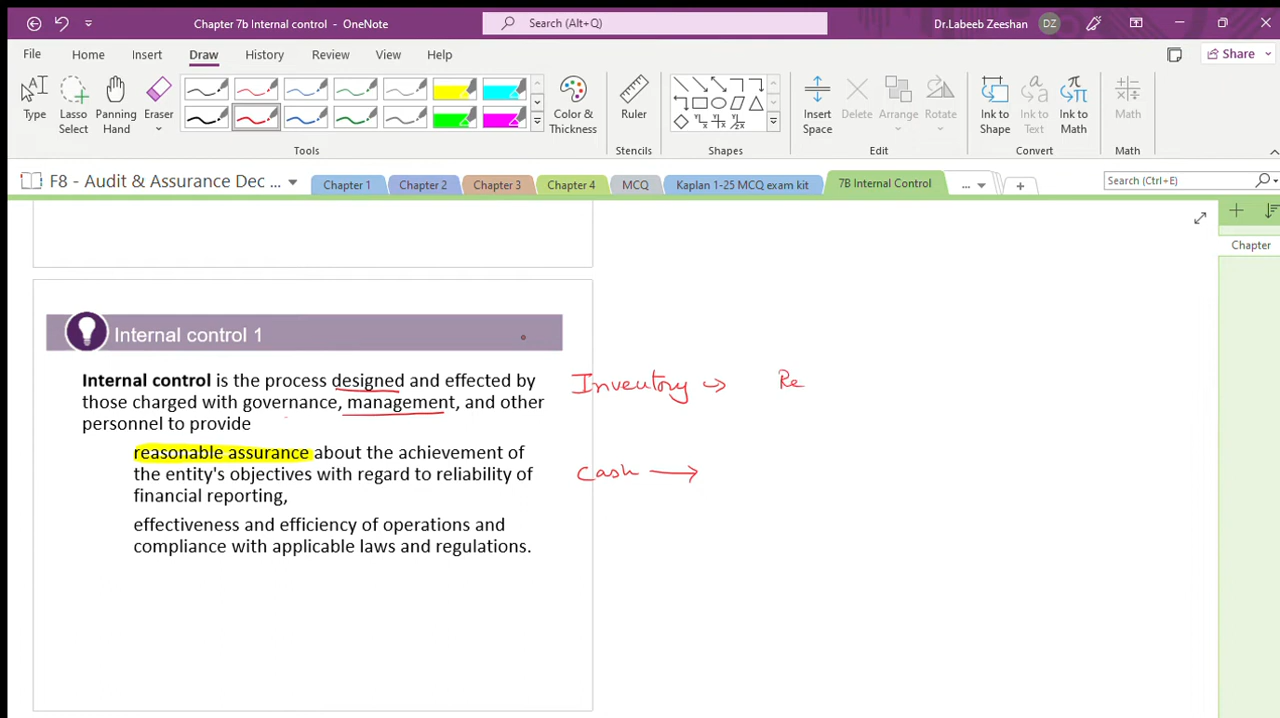 Chapter 7b Internal control - OneNote
Search (Alt+Q)
Dr.Labeeb Zeeshan
DZ
File Home Insert Draw History Review View Help
Share
Type
Lasso Select
Panning Hand
Eraser
Color & Thickness
Ruler
Insert Space
Delete
Arrange
Rotate
Ink to Shape
Ink to Text
Ink to Math
Math
Tools
Stencils
Shapes
Edit
Convert
Math
F8 - Audit & Assurance Dec ...
Chapter 1
Chapter 2
Chapter 3
Chapter 4
MCQ
Kaplan 1-25 MCQ exam kit
7B Internal Control
...
Search (Ctrl+E)
Chapter
Internal control 1
Internal control is the process designed and effected by
those charged with governance, management, and other
personnel to provide
reasonable assurance about the achievement of
the entity's objectives with regard to reliability of
financial reporting,
effectiveness and efficiency of operations and
compliance with applicable laws and regulations.
Inventory → Re
Cash →